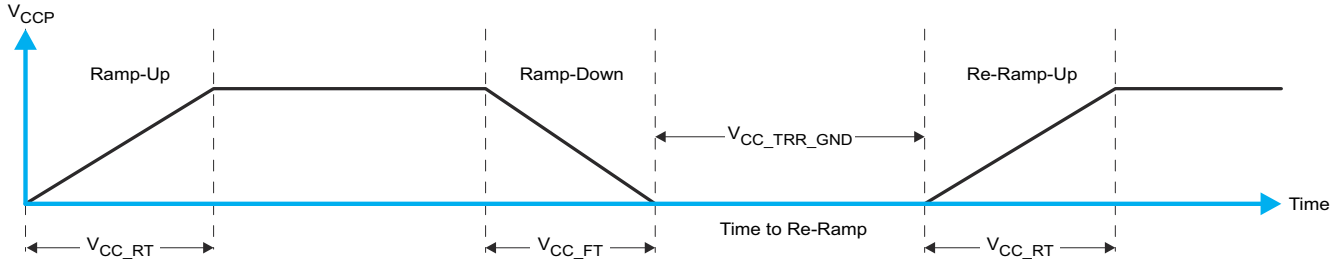 VCCP
Ramp-Up
Ramp-Down
Re-Ramp-Up
VCC_TRR_GND
Time
Time to Re-Ramp
VCC_RT
VCC_FT
VCC_RT